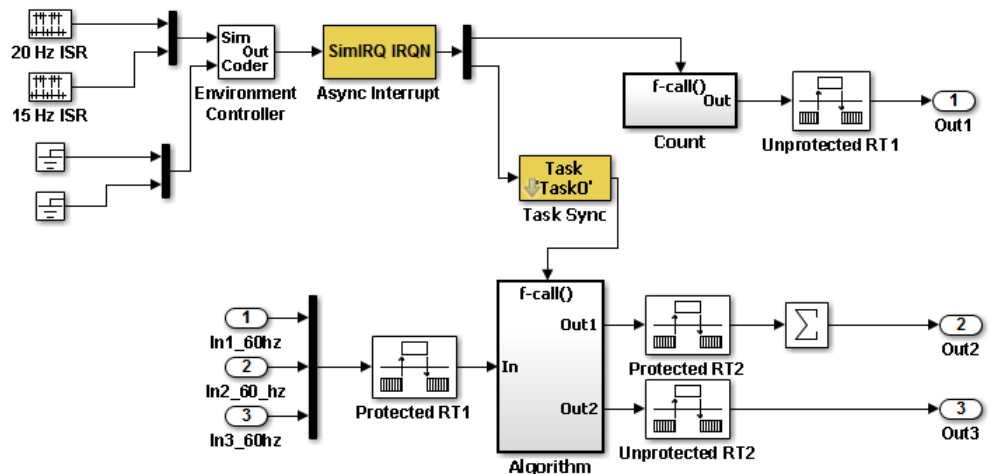 20 Hz ISR
15 Hz ISR
Sim
Out
Coder
Environment
Controller
SimIRQ IRQN
Async Interrupt
f-call()
Out
Count
Unprotected RT1
1
Out1
Task
'Task0'
Task Sync
1
In1_60hz
2
In2_60_hz
3
In3_60hz
Protected RT1
f-call()
In
Out1
Out2
Algorithm
Protected RT2
Σ
2
Out2
Unprotected RT2
3
Out3